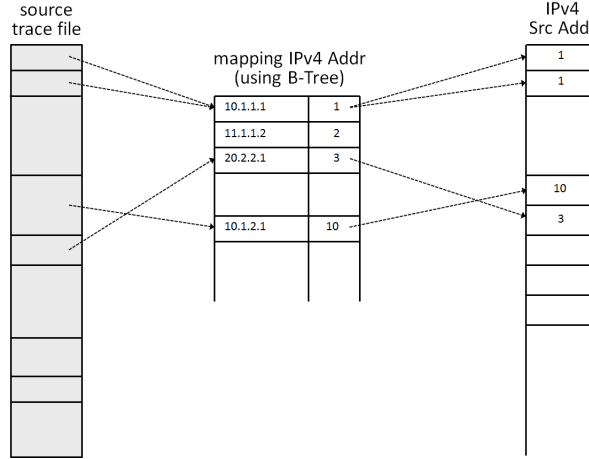 source
trace file
mapping IPv4 Addr
(using B-Tree)
10.1.1.1 1
11.1.1.2 2
20.2.2.1 3
10.1.2.1 10
IPv4
Src Add
1
1
10
3